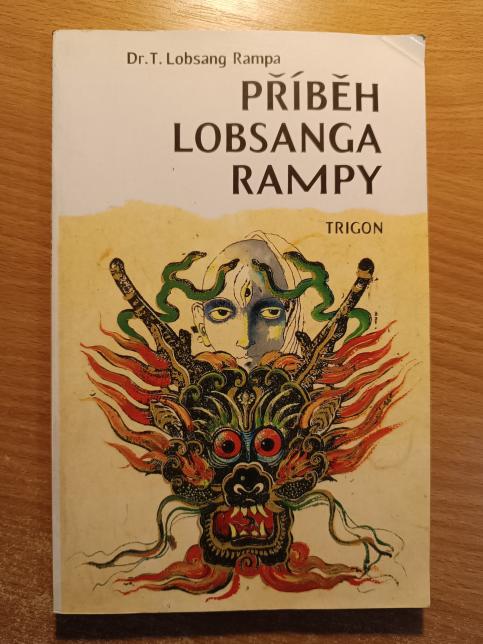 Dr. T. Lobsang Rampa
PŘÍBĚH
LOBSANGA
RAMPY
TRIGON